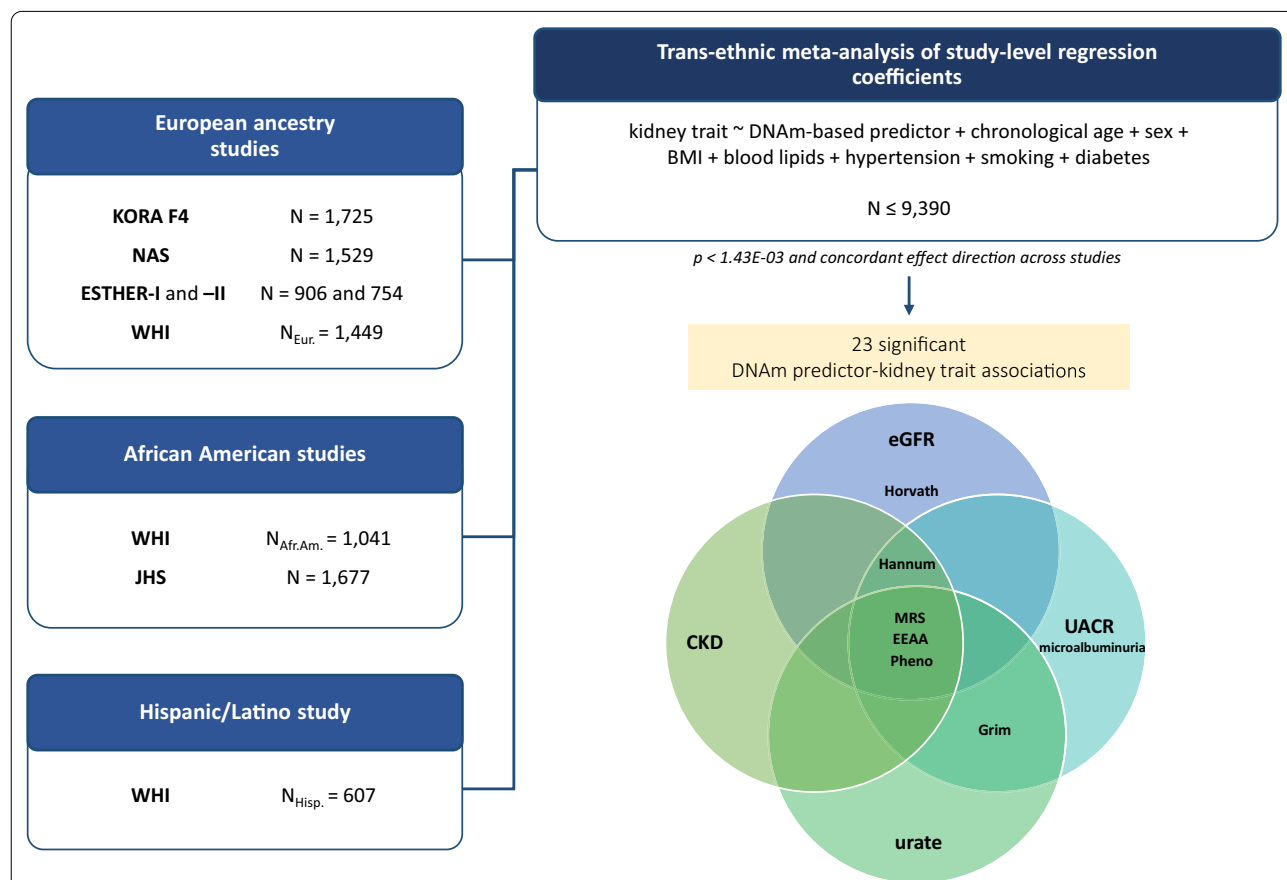 European ancestry
studies
KORA F4 N = 1,725
NAS N = 1,529
ESTHER-I and –II N = 906 and 754
WHI NEur. = 1,449
African American studies
WHI NAfr.Am. = 1,041
JHS N = 1,677
Hispanic/Latino study
WHI NHisp. = 607
Trans-ethnic meta-analysis of study-level regression
coefficients
kidney trait ~ DNAm-based predictor + chronological age + sex +
BMI + blood lipids + hypertension + smoking + diabetes
N ≤ 9,390
p < 1.43E-03 and concordant effect direction across studies
23 significant
DNAm predictor-kidney trait associations
eGFR
Horvath
Hannum
MRS
EEAA
Pheno
CKD
UACR
microalbuminuria
Grim
urate